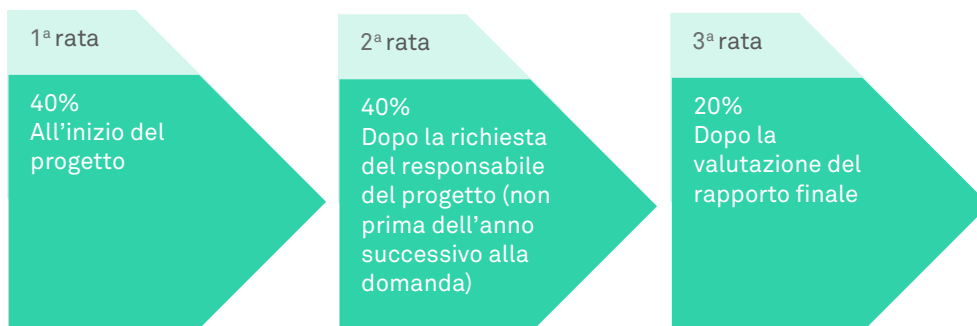 1ª rata
40%
All’inizio del
progetto
2ª rata
40%
Dopo la richiesta
del responsabile
del progetto (non
prima dell’anno
successivo alla
domanda)
3ª rata
20%
Dopo la
valutazione del
rapporto finale